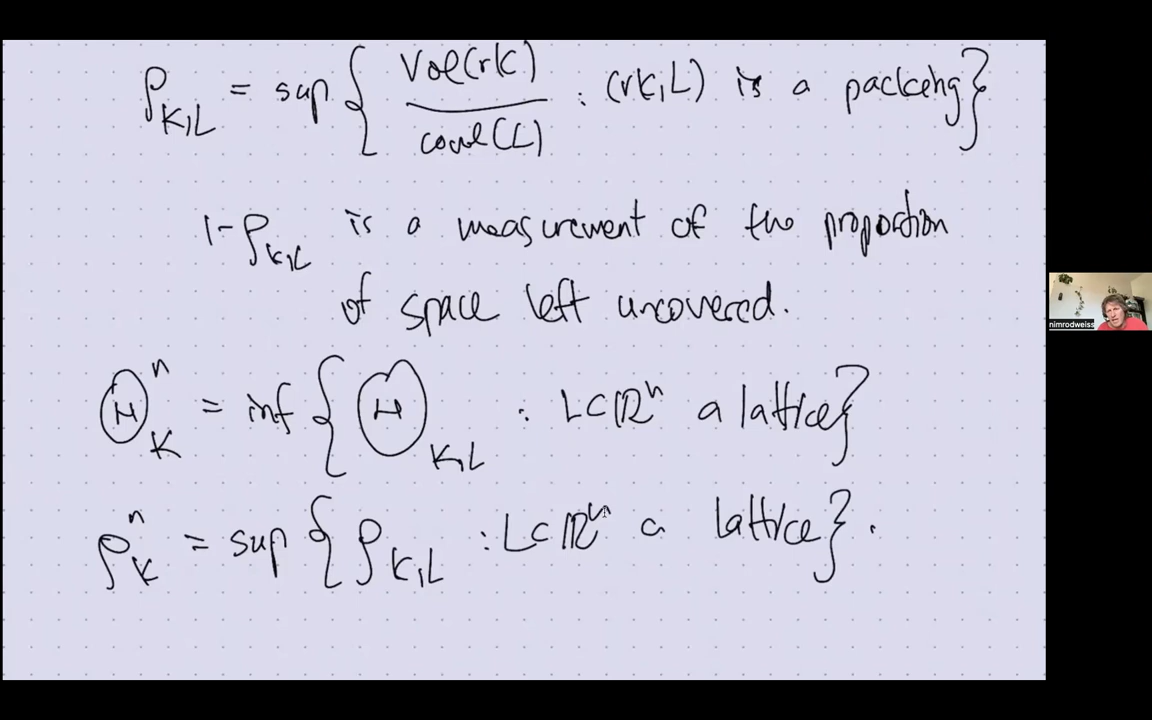 ρ_{K,L} = sup { Vol(rK) / covol(L) : (rK,L) is a packing }
1-ρ_{K,L} is a measurement of the proportion
of space left uncovered.
nimrodweiss
Θ^n_K = inf { Θ_{K,L} : L⊂ℝ^n a lattice }
ρ^n_K = sup { ρ_{K,L} : L⊂ℝ^n a lattice }.